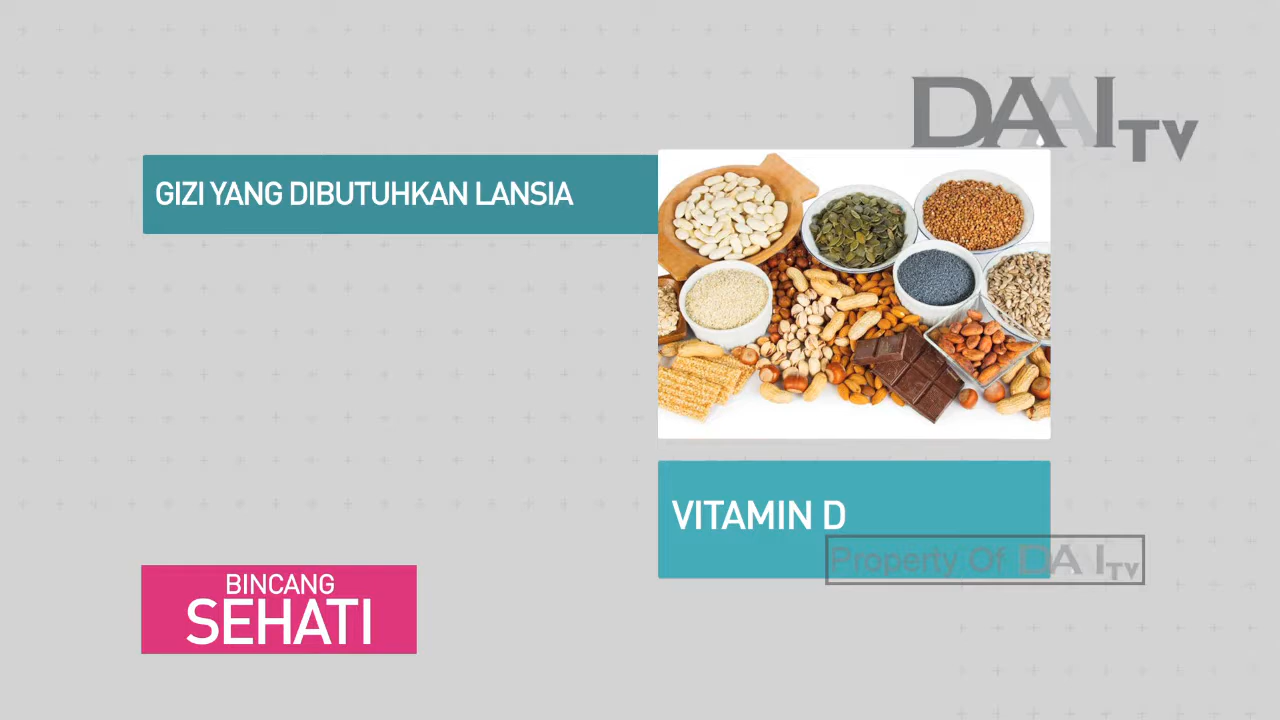 DAAI TV
GIZI YANG DIBUTUHKAN LANSIA
VITAMIN D
Property Of DAAI TV
BINCANG
SEHATI